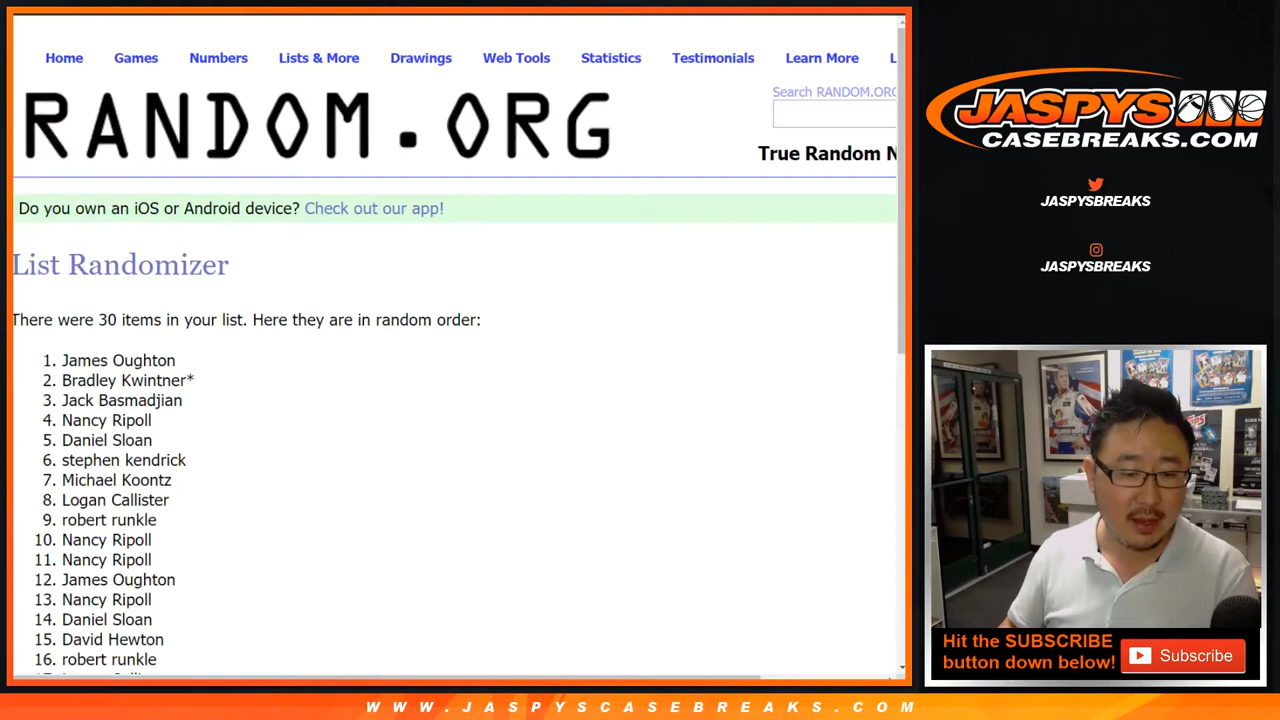 Home Games Numbers Lists & More Drawings Web Tools Statistics Testimonials Learn More
RANDOM.ORG
Search RANDOM.ORG
True Random N
Do you own an iOS or Android device? Check out our app!
List Randomizer
There were 30 items in your list. Here they are in random order:
1. James Oughton
2. Bradley Kwintner*
3. Jack Basmadjian
4. Nancy Ripoll
5. Daniel Sloan
6. stephen kendrick
7. Michael Koontz
8. Logan Callister
9. robert runkle
10. Nancy Ripoll
11. Nancy Ripoll
12. James Oughton
13. Nancy Ripoll
14. Daniel Sloan
15. David Hewton
16. robert runkle
JASPYS
CASEBREAKS.COM
JASPYSBREAKS
JASPYSBREAKS
Hit the SUBSCRIBE
button down below!
Subscribe
WWW.JASPYSCASEBREAKS.COM